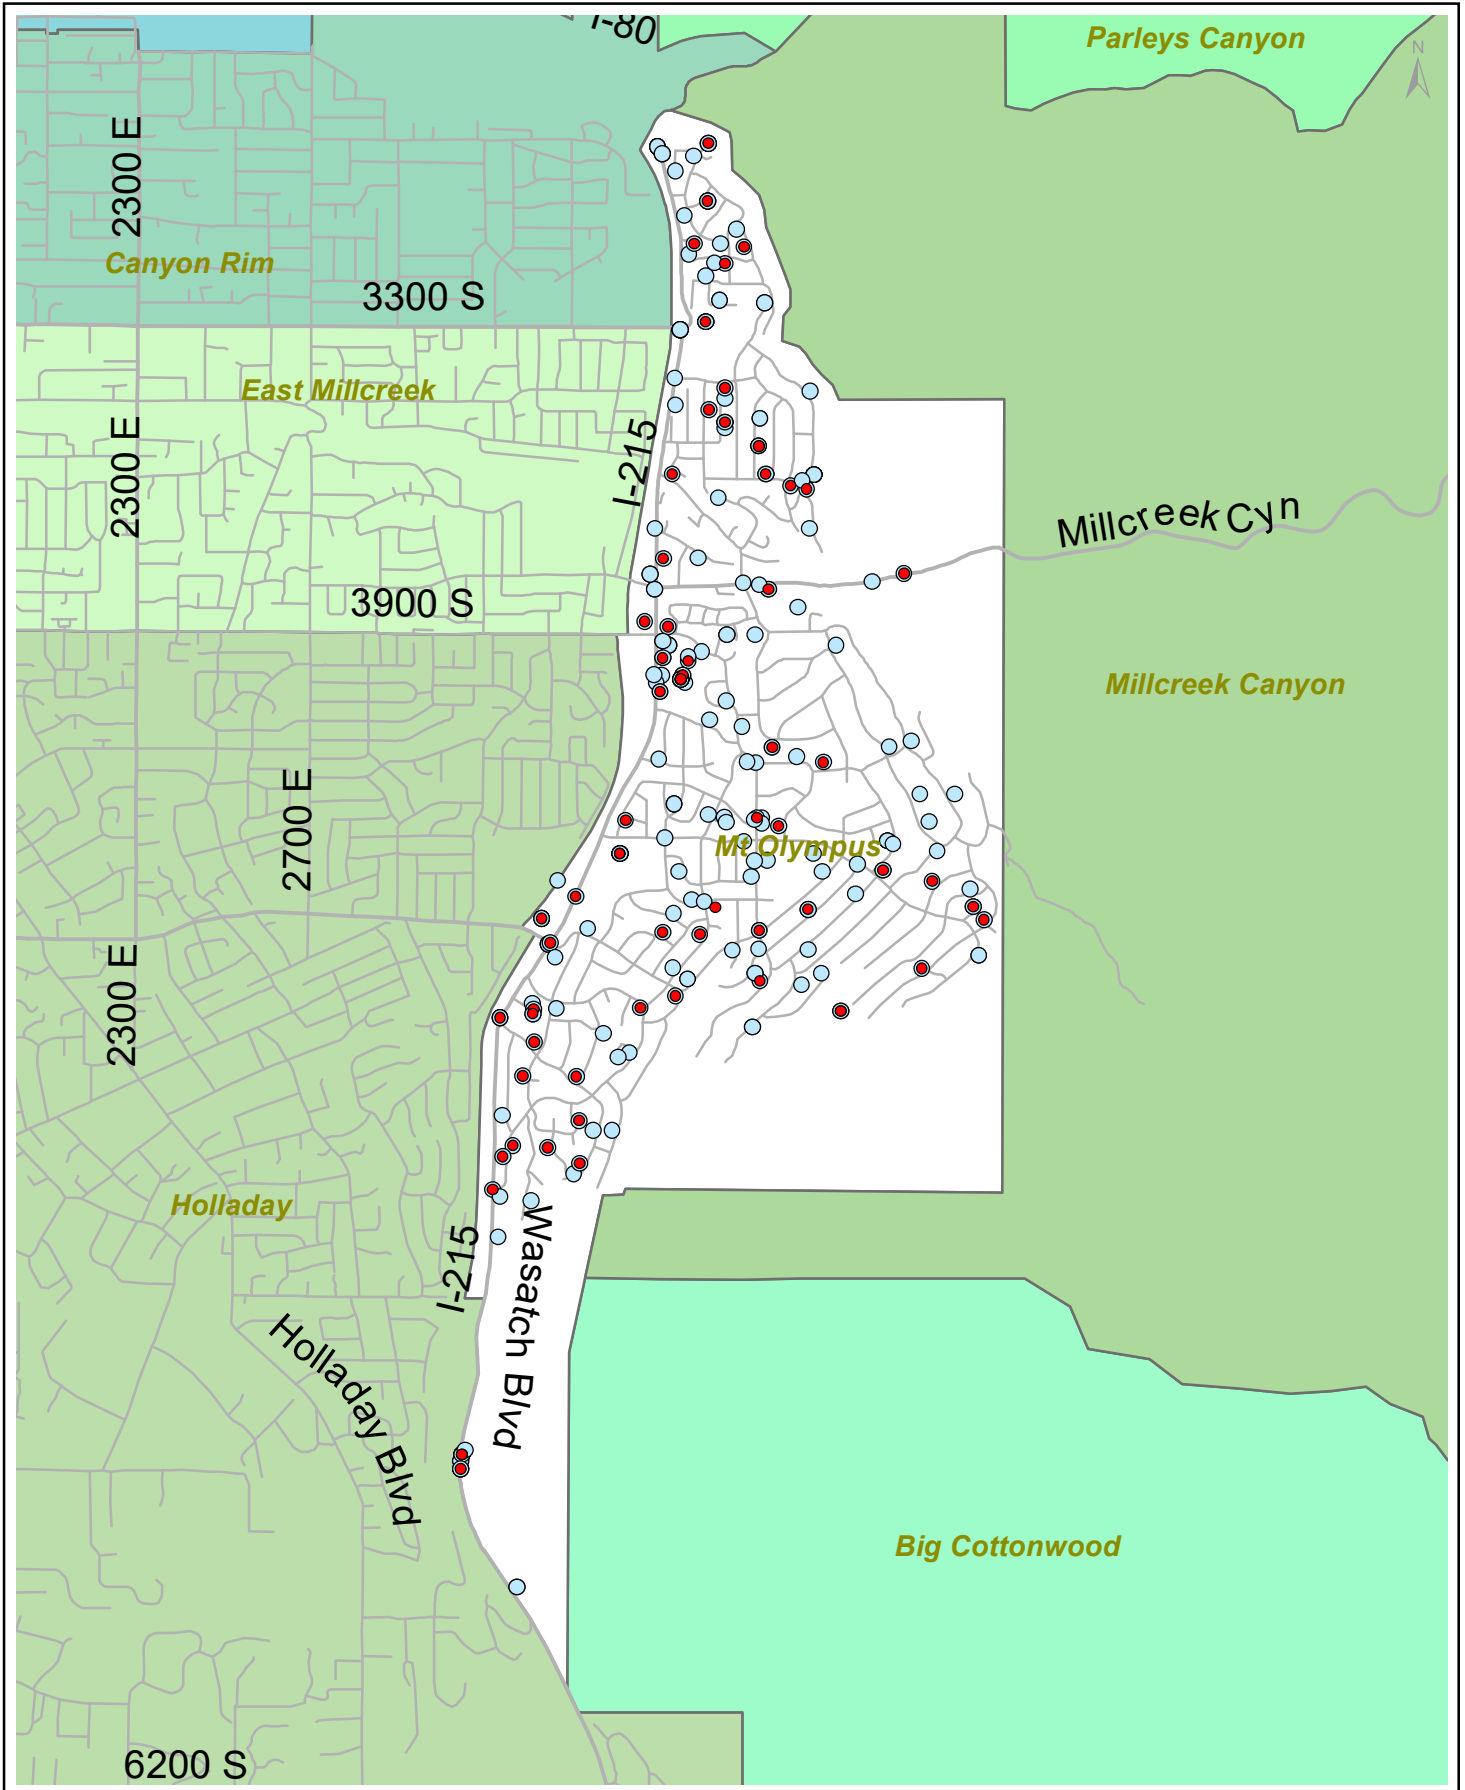 I-80
Parleys Canyon
N
2300 E
Canyon Rim
3300 S
East Millcreek
2300 E
I-215
Millcreek Cyn
3900 S
Millcreek Canyon
2700 E
Mt Olympus
2300 E
Holladay
I-215
Wasatch Blvd
Holladay Blvd
Big Cottonwood
6200 S